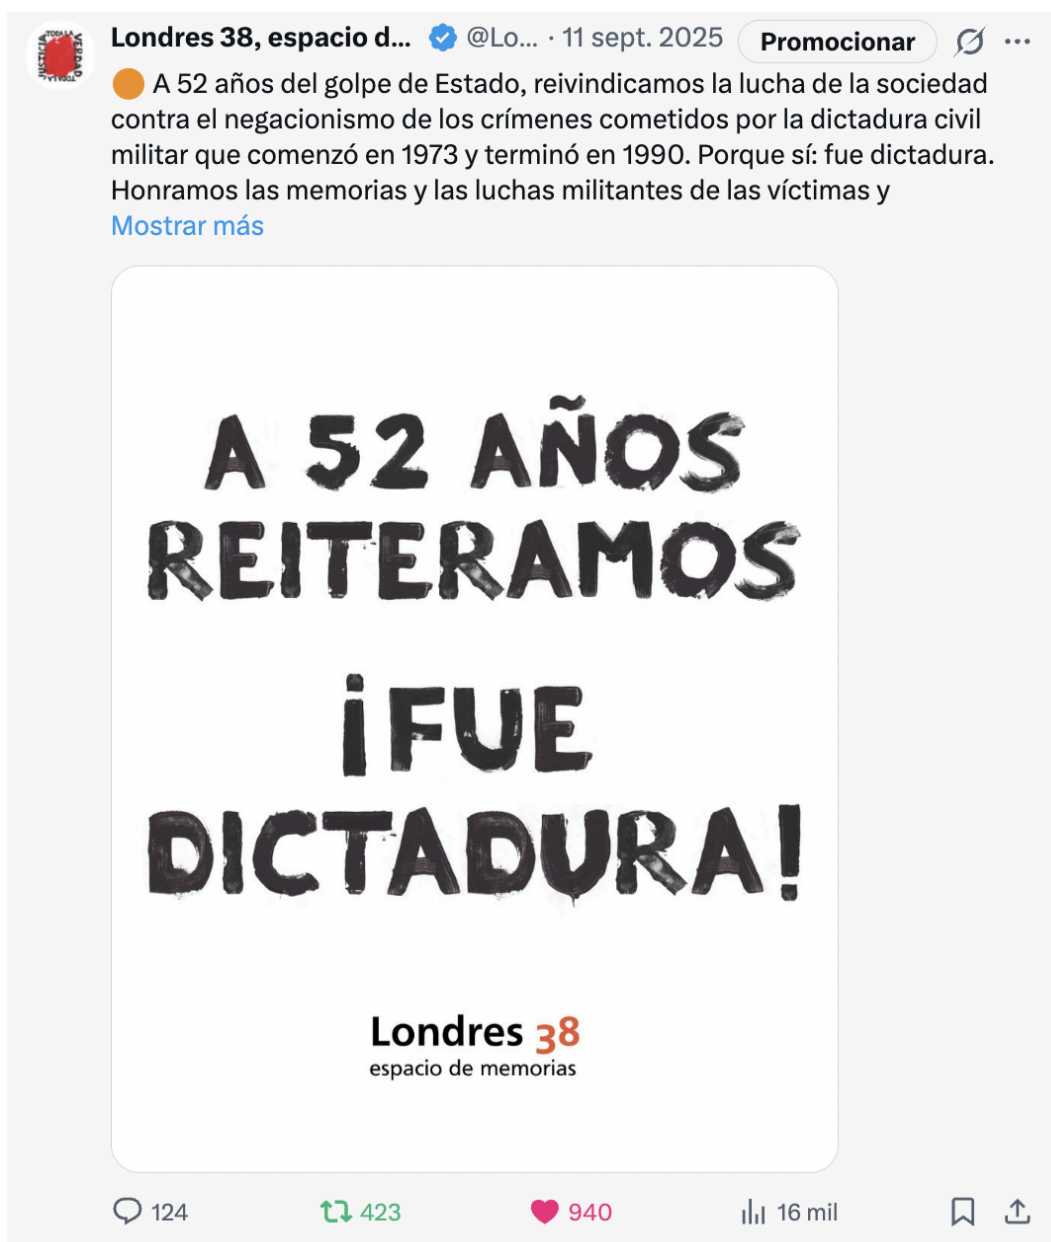 Londres 38, espacio d... @Lo... · 11 sept. 2025 Promocionar
A 52 años del golpe de Estado, reivindicamos la lucha de la sociedad
contra el negacionismo de los crímenes cometidos por la dictadura civil
militar que comenzó en 1973 y terminó en 1990. Porque sí: fue dictadura.
Honramos las memorias y las luchas militantes de las víctimas y
Mostrar más
A 52 AÑOS
REITERAMOS
¡FUE
DICTADURA!
Londres 38
espacio de memorias
124 423 940 16 mil